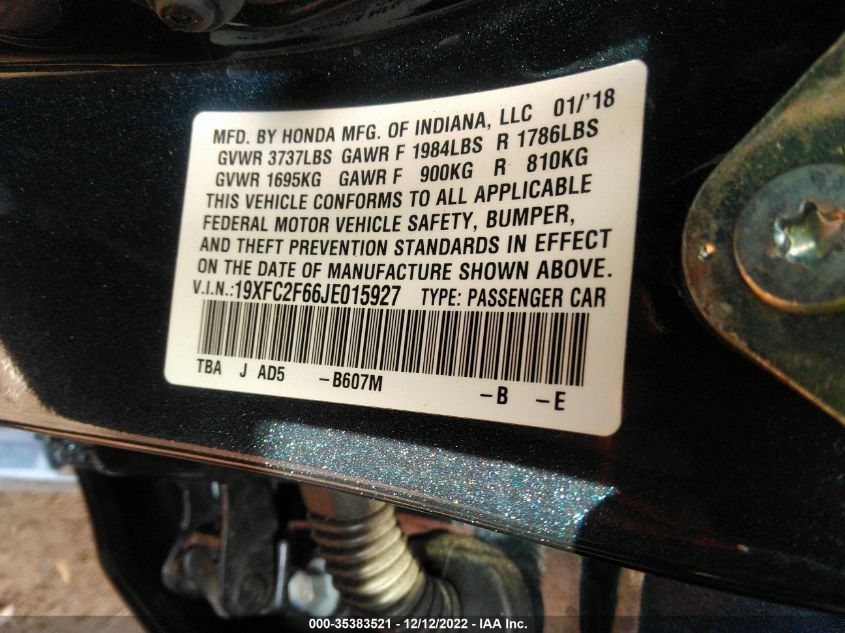 MFD. BY HONDA MFG. OF INDIANA, LLC 01/'18
GVWR 3737LBS GAWR F 1984LBS R 1786LBS
GVWR 1695KG GAWR F 900KG R 810KG
THIS VEHICLE CONFORMS TO ALL APPLICABLE
FEDERAL MOTOR VEHICLE SAFETY, BUMPER,
AND THEFT PREVENTION STANDARDS IN EFFECT
ON THE DATE OF MANUFACTURE SHOWN ABOVE.
V.I.N.:19XFC2F66JE015927 TYPE: PASSENGER CAR
TBA J AD5 -B607M -B -E
000-35383521 - 12/12/2022 - IAA Inc.